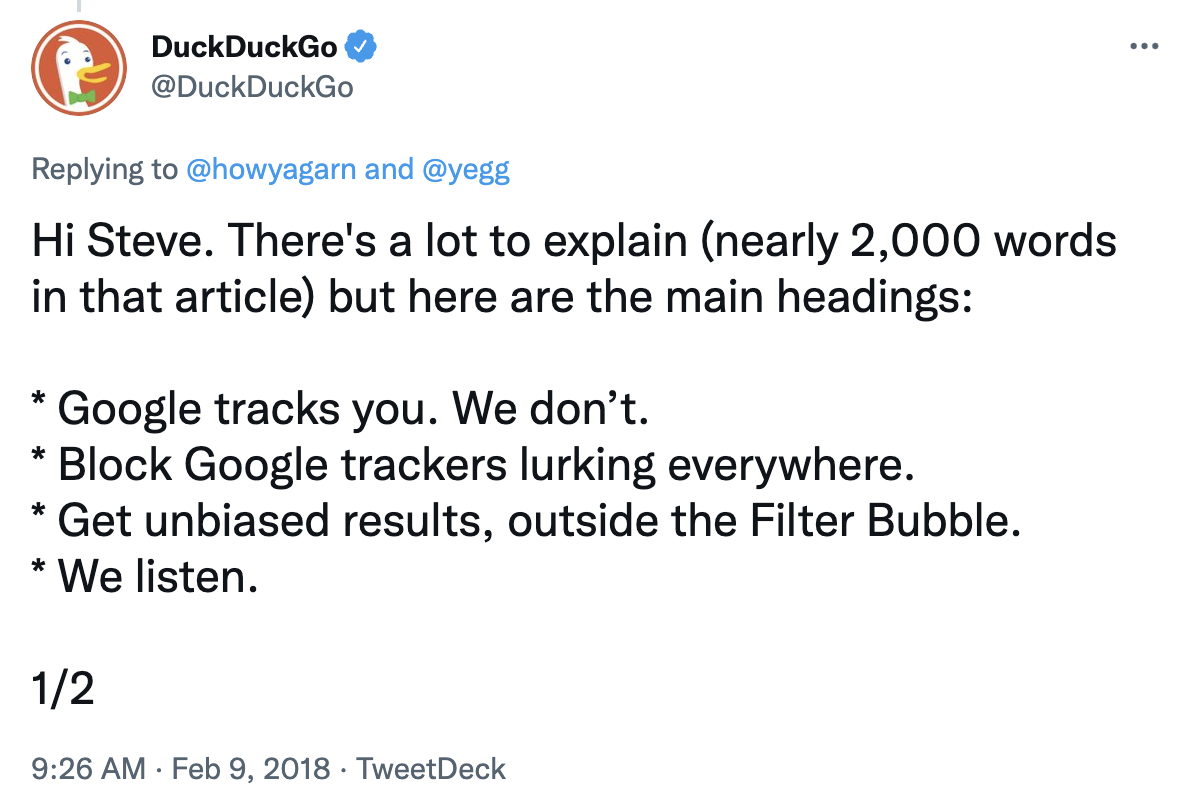 DuckDuckGo
@DuckDuckGo
Replying to @howyagarn and @yegg
Hi Steve. There's a lot to explain (nearly 2,000 words
in that article) but here are the main headings:
* Google tracks you. We don’t.
* Block Google trackers lurking everywhere.
* Get unbiased results, outside the Filter Bubble.
* We listen.
1/2
9:26 AM · Feb 9, 2018 · TweetDeck